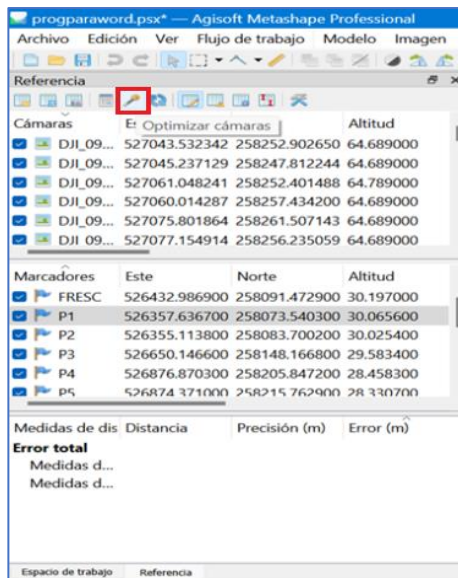 progparaword.psx* — Agisoft Metashape Professional
Archivo Edición Ver Flujo de trabajo Modelo Imagen
Referencia
Cámaras Altitud
Optimizar cámaras
DJI_09... 527043.532342 258252.902650 64.689000
DJI_09... 527045.237129 258247.812244 64.689000
DJI_09... 527061.048241 258252.401488 64.789000
DJI_09... 527060.014287 258257.434200 64.689000
DJI_09... 527075.801864 258261.507143 64.689000
DJI 09... 527077.154914 258256.235059 64.689000
Marcadores Este Norte Altitud
FRESC 526432.986900 258091.472900 30.197000
P1 526357.636700 258073.540300 30.065600
P2 526355.113800 258083.700200 30.025400
P3 526650.146600 258148.166800 29.583400
P4 526876.870300 258205.847200 28.458300
P5 526874.371000 258215.762900 28.330700
Medidas de dis Distancia Precisión (m) Error (m)
Error total
Medidas d...
Medidas d...
Espacio de trabajo Referencia